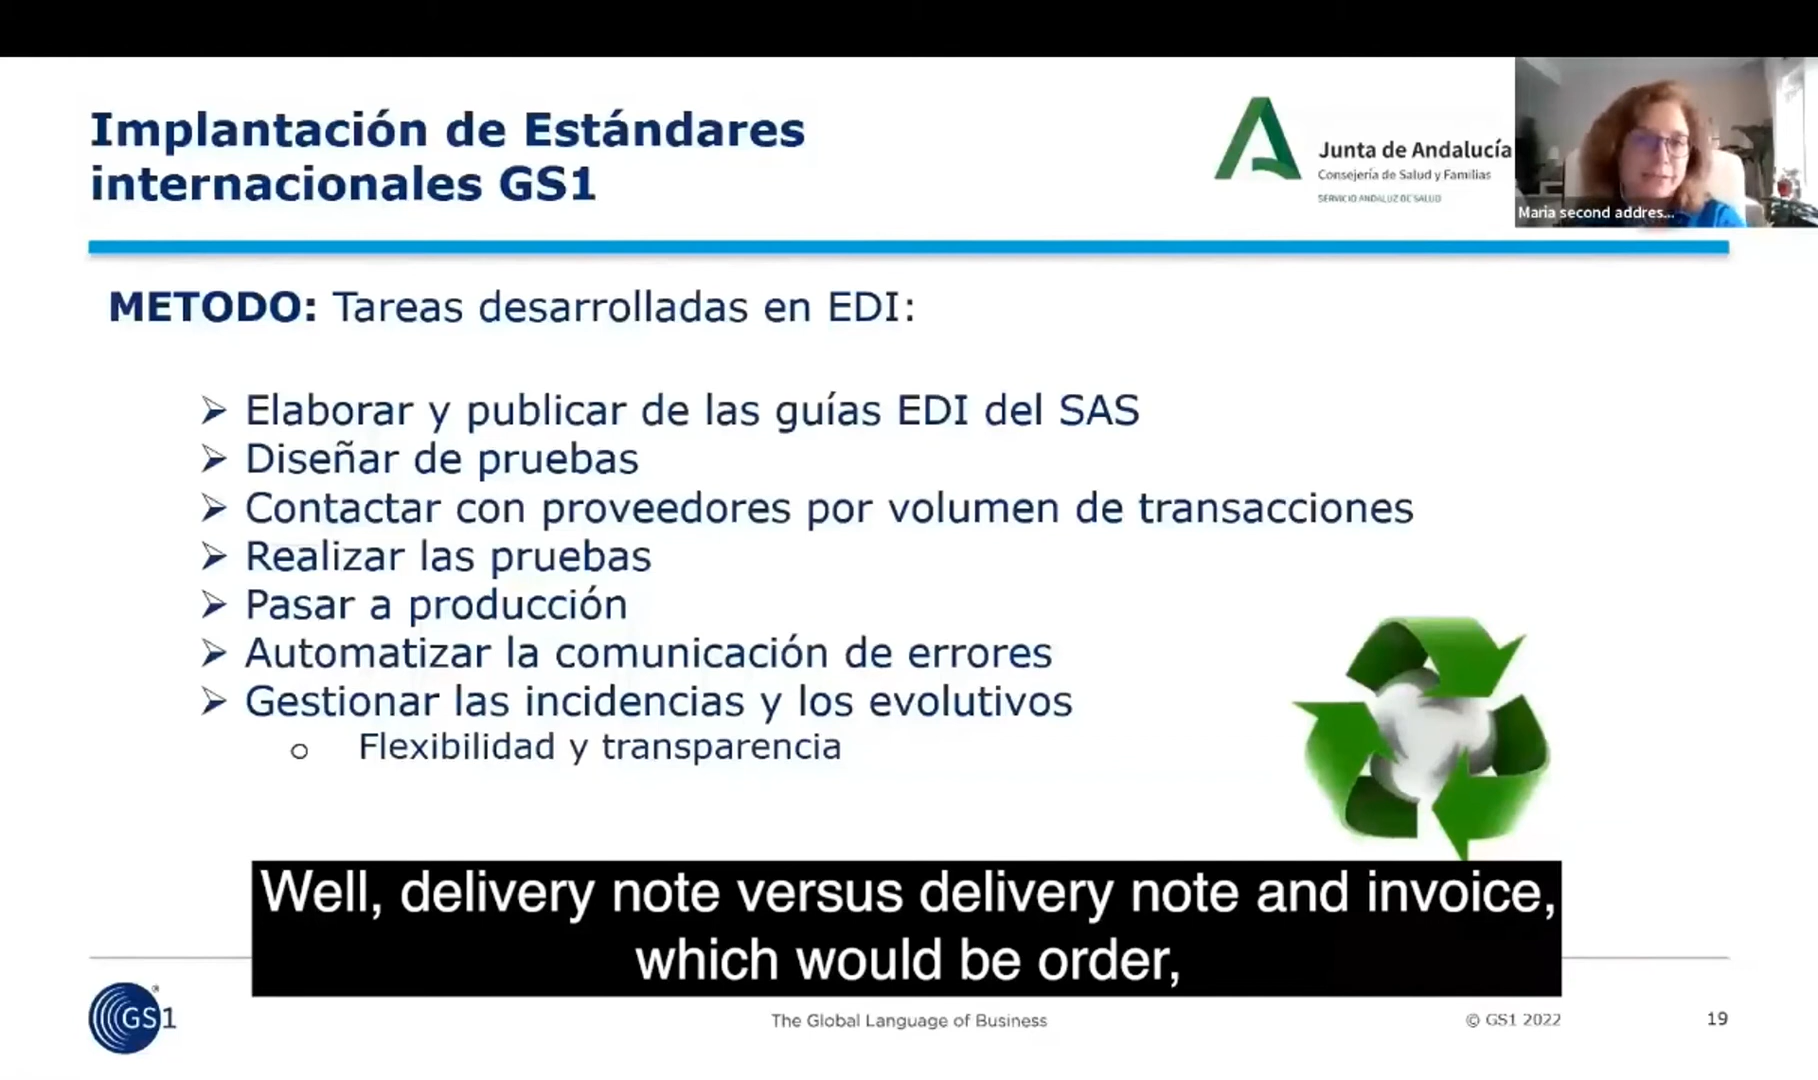 Implantación de Estándares
internacionales GS1
Junta de Andalucía
Consejería de Salud y Familias
SERVICIO ANDALUZ DE SALUD
Maria second addres...
METODO: Tareas desarrolladas en EDI:
Elaborar y publicar de las guías EDI del SAS
Diseñar de pruebas
Contactar con proveedores por volumen de transacciones
Realizar las pruebas
Pasar a producción
Automatizar la comunicación de errores
Gestionar las incidencias y los evolutivos
Flexibilidad y transparencia
Well, delivery note versus delivery note and invoice,
which would be order,
GS1
®
The Global Language of Business
© GS1 2022
19